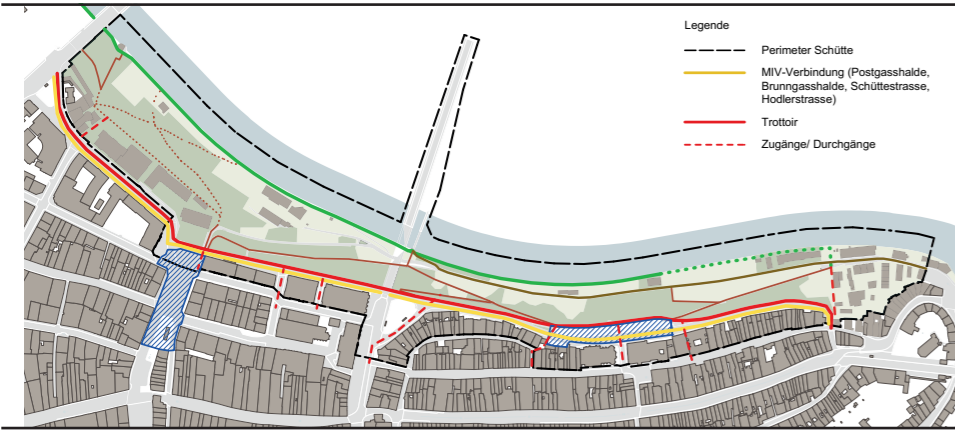 Legende
Perimeter Schütte
MIV-Verbindung (Postgasshalde,
Brunngasshalde, Schüttestrasse,
Hodlerstrasse)
Trottoir
Zugänge/ Durchgänge